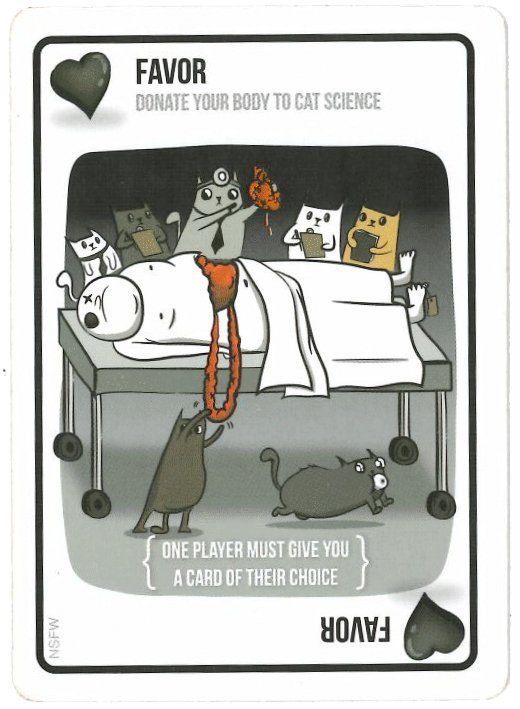 FAVOR
DONATE YOUR BODY TO CAT SCIENCE
ONE PLAYER MUST GIVE YOU
A CARD OF THEIR CHOICE
FAVOR
NSFW